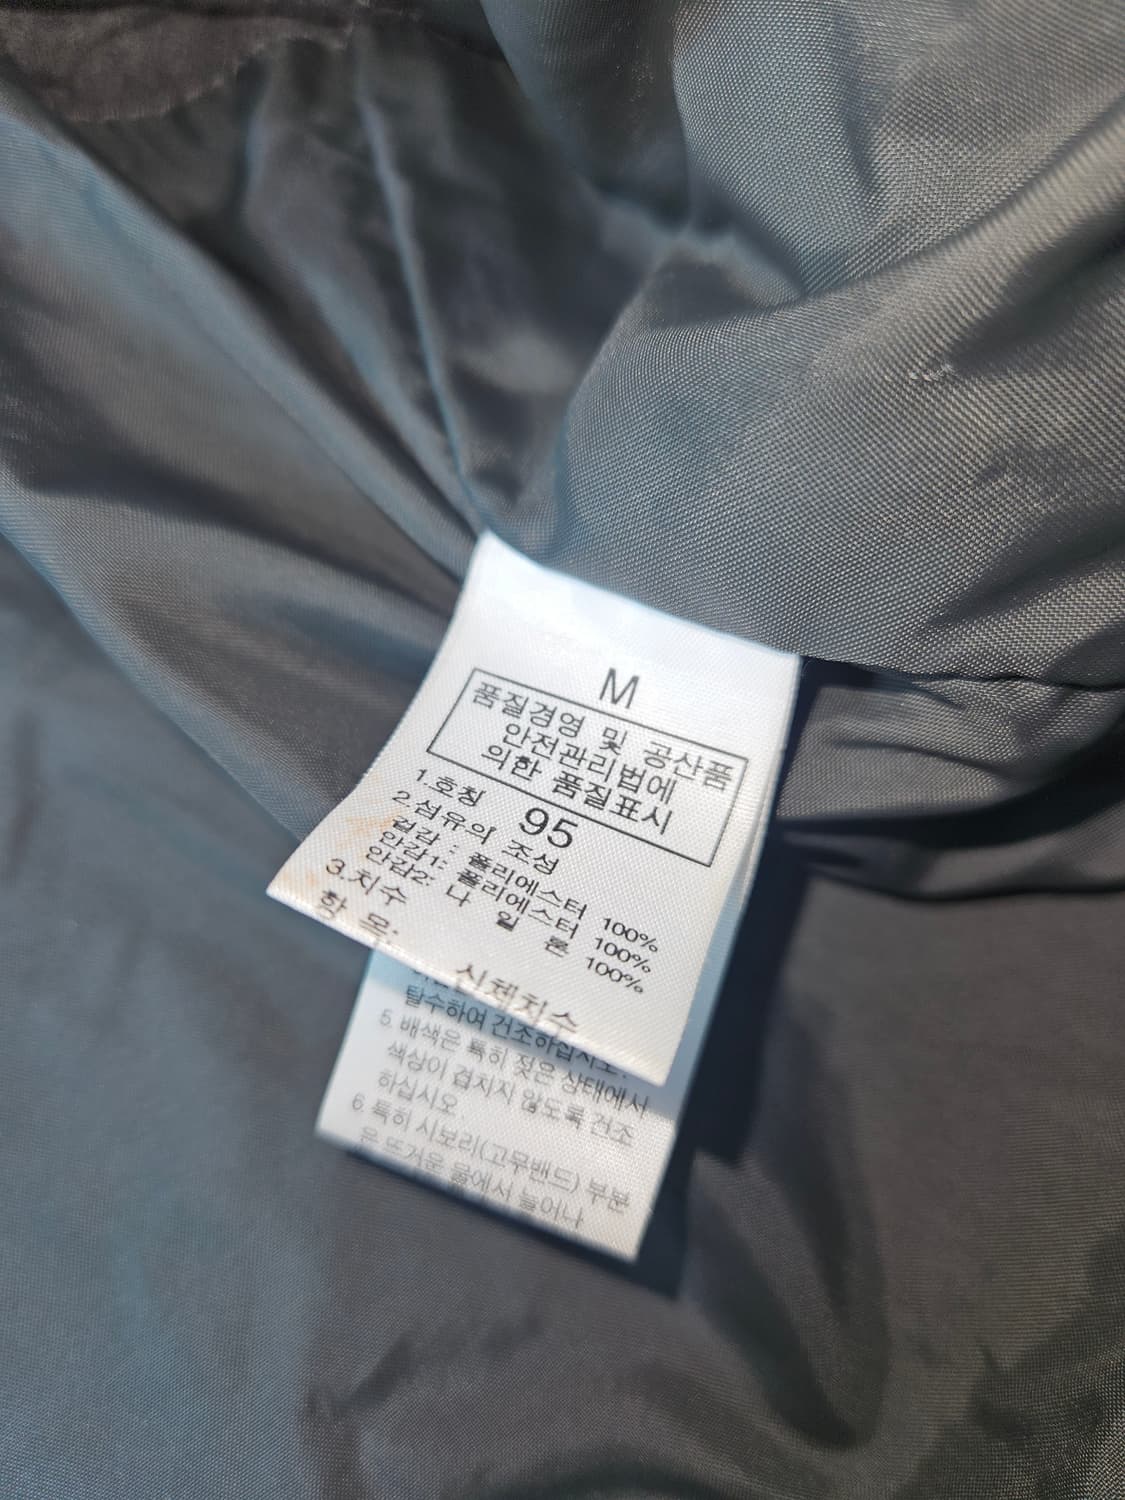 M
품질경영 및 공산품
안전관리법에
의한 품질표시
1.호칭 95
2.섬유의 조성
겉감 : 폴리에스터 100%
안감1: 폴리에스터 100%
안감2: 나 일 론 100%
3.치수
항 목:
신체치수
탈수하여 건조하십시오.
5. 배색은 특히 젖은 상태에서
색상이 겹치지 않도록 건조
하십시오
6. 특히 시보리(고무밴드) 부분
은 뜨거운 물에서 늘어나